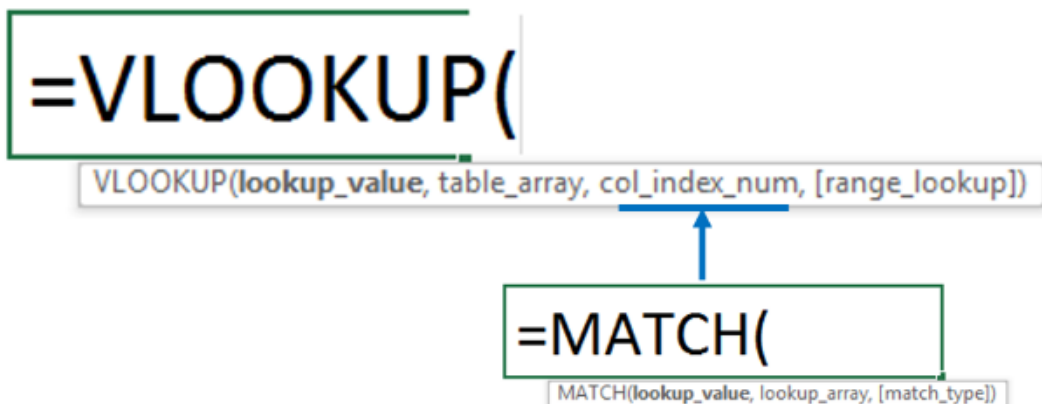 =VLOOKUP(
VLOOKUP(lookup_value, table_array, col_index_num, [range_lookup])
=MATCH(
MATCH(lookup_value, lookup_array, [match_type])